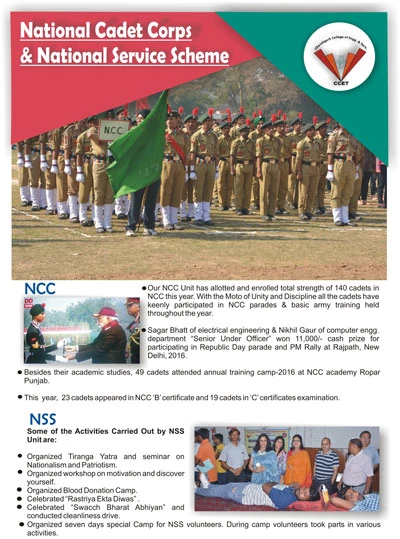 National Cadet Corps
& National Service Scheme
Chandigarh College of Engg. & Tech.
CCET
NCC
NCC
Our NCC Unit has allotted and enrolled total strength of 140 cadets in
NCC this year. With the Moto of Unity and Discipline all the cadets have
keenly participated in NCC parades & basic army training held
throughout the year.
Sagar Bhatt of electrical engineering & Nikhil Gaur of computer engg.
department “Senior Under Officer” won 11,000/- cash prize for
participating in Republic Day parade and PM Rally at Rajpath, New
Delhi, 2016.
Besides their academic studies, 49 cadets attended annual training camp-2016 at NCC academy Ropar
Punjab.
This year, 23 cadets appeared in NCC ‘B’ certificate and 19 cadets in ‘C’ certificates examination.
NSS
Some of the Activities Carried Out by NSS
Unit are:
Organized Tiranga Yatra and seminar on
Nationalism and Patriotism.
Organized workshop on motivation and discover
yourself.
Organized Blood Donation Camp.
Celebrated “Rastriya Ekta Diwas” .
Celebrated “Swacch Bharat Abhiyan” and
conducted cleanliness drive.
Organized seven days special Camp for NSS volunteers. During camp volunteers took parts in various
activities.